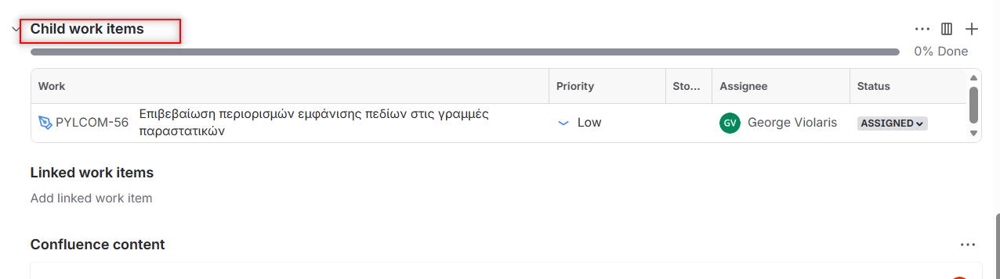 Child work items
0% Done
Work Priority Sto... Assignee Status
PYLCOM-56 Επιβεβαίωση περιορισμών εμφάνισης πεδίων στις γραμμές
παραστατικών
Low GV George Violaris ASSIGNED
Linked work items
Add linked work item
Confluence content